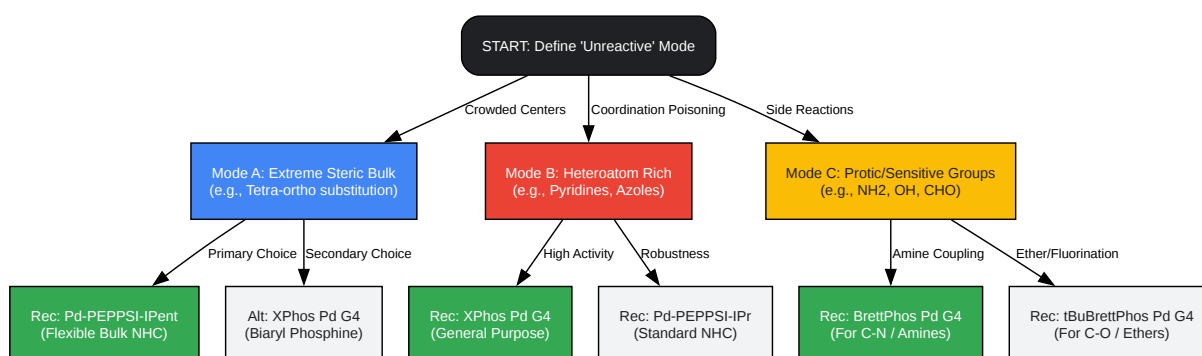 START: Define 'Unreactive' Mode
Crowded Centers
Coordination Poisoning
Side Reactions
Mode A: Extreme Steric Bulk
(e.g., Tetra-ortho substitution)
Mode B: Heteroatom Rich
(e.g., Pyridines, Azoles)
Mode C: Protic/Sensitive Groups
(e.g., NH2, OH, CHO)
Primary Choice
Secondary Choice
High Activity
Robustness
Amine Coupling
Ether/Fluorination
Rec: Pd-PEPPSI-IPent
(Flexible Bulk NHC)
Alt: XPhos Pd G4
(Biaryl Phosphine)
Rec: XPhos Pd G4
(General Purpose)
Rec: Pd-PEPPSI-IPr
(Standard NHC)
Rec: BrettPhos Pd G4
(For C-N / Amines)
Rec: tBuBrettPhos Pd G4
(For C-O / Ethers)